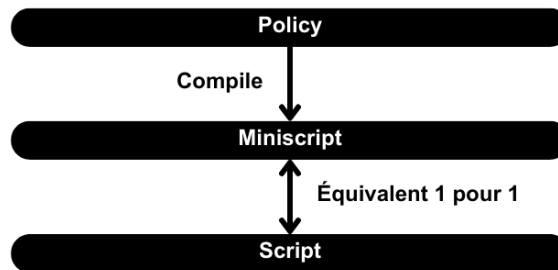 Policy
Compile
Miniscript
Équivalent 1 pour 1
Script